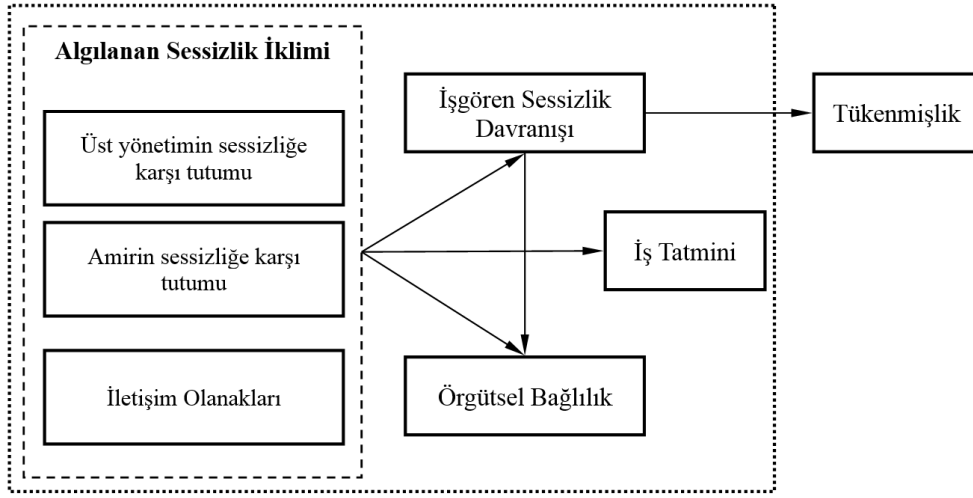 Algılanan Sessizlik İklimi
Üst yönetimin sessizliğe
karşı tutumu
Amirin sessizliğe karşı
tutumu
İletişim Olanakları
İşgören Sessizlik
Davranışı
İş Tatmini
Örgütsel Bağlılık
Tükenmişlik